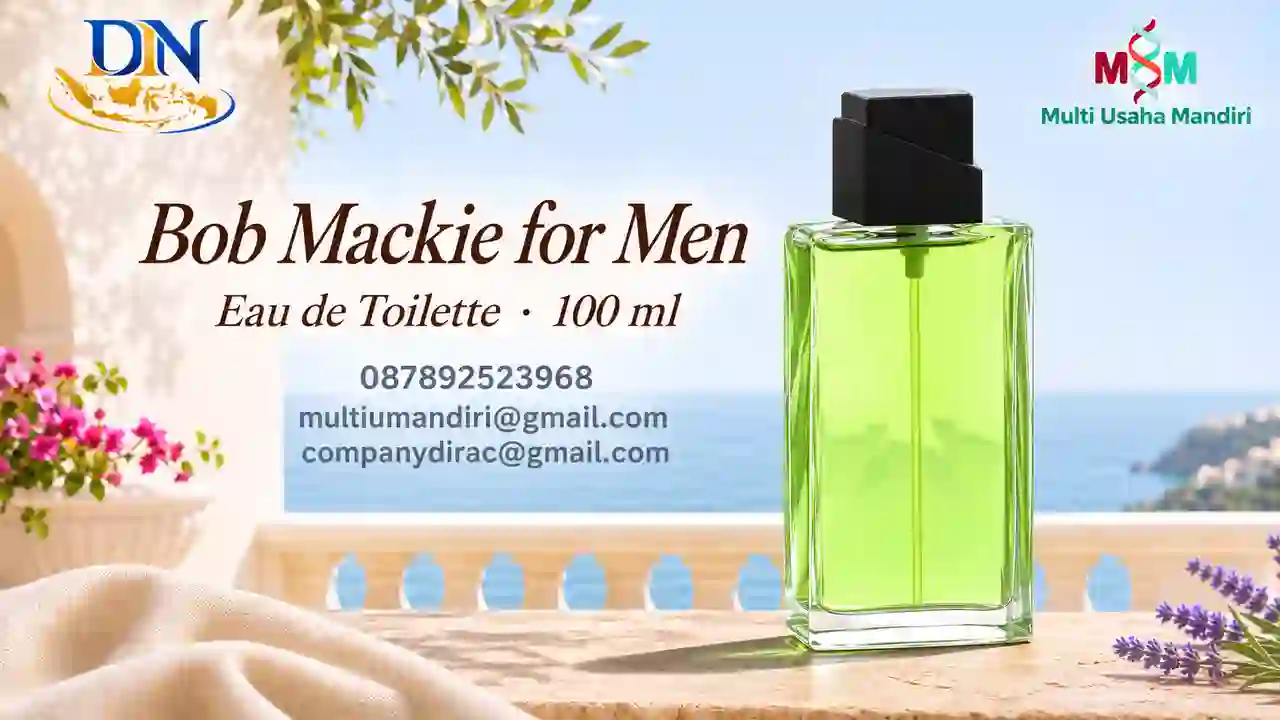 DIN
MSM
Multi Usaha Mandiri
Bob Mackie for Men
Eau de Toilette · 100 ml
087892523968
multiumandiri@gmail.com
companydirac@gmail.com